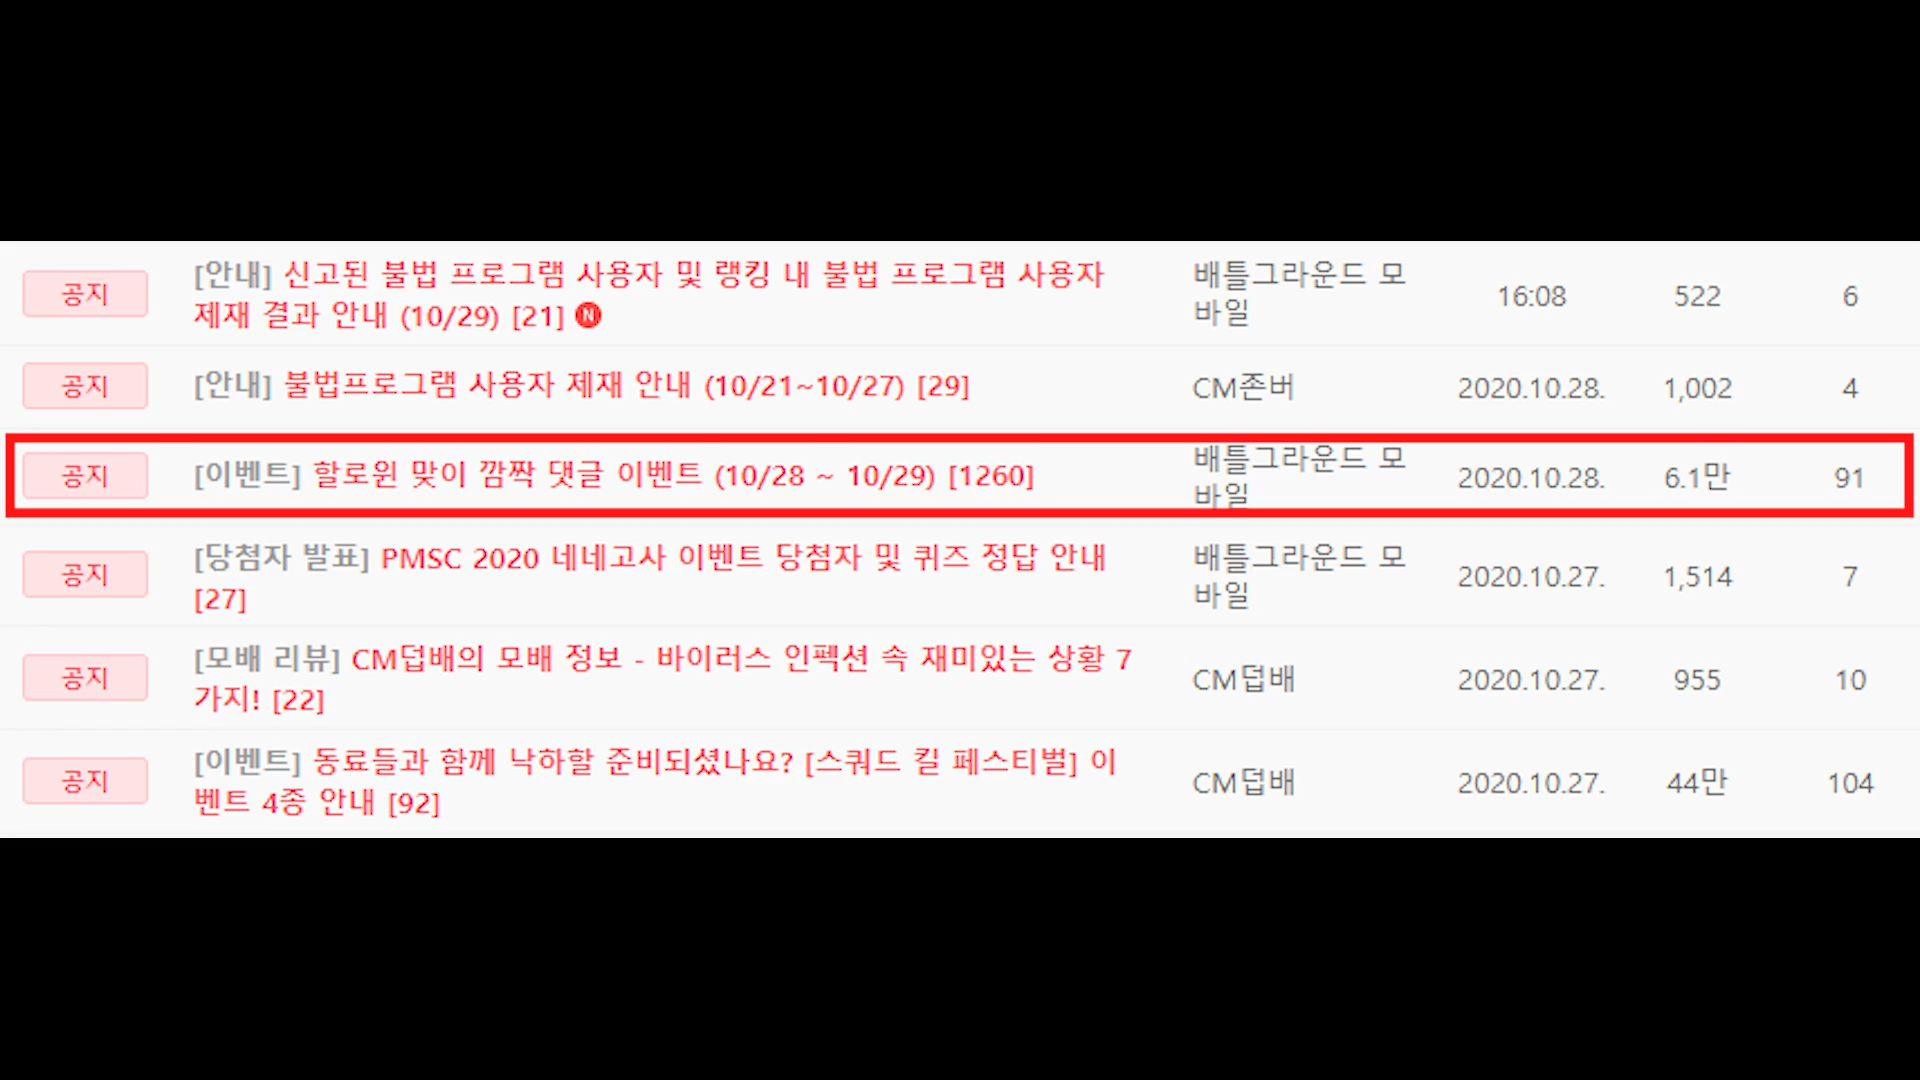 공지 [안내] 신고된 불법 프로그램 사용자 및 랭킹 내 불법 프로그램 사용자 배틀그라운드 모 16:08 522 6
제재 결과 안내 (10/29) [21] N 바일
공지 [안내] 불법프로그램 사용자 제재 안내 (10/21~10/27) [29] CM존버 2020.10.28. 1,002 4
공지 [이벤트] 할로윈 맞이 깜짝 댓글 이벤트 (10/28 ~ 10/29) [1260] 배틀그라운드 모 2020.10.28. 6.1만 91
바일
공지 [당첨자 발표] PMSC 2020 네네고사 이벤트 당첨자 및 퀴즈 정답 안내 배틀그라운드 모 2020.10.27. 1,514 7
[27] 바일
공지 [모배 리뷰] CM덥배의 모배 정보 - 바이러스 인펙션 속 재미있는 상황 7 CM덥배 2020.10.27. 955 10
가지! [22]
공지 [이벤트] 동료들과 함께 낙하할 준비되셨나요? [스쿼드 킬 페스티벌] 이 CM덥배 2020.10.27. 44만 104
벤트 4종 안내 [92]